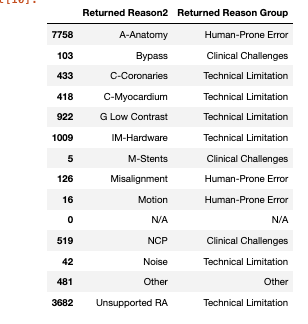 Returned Reason2 Returned Reason Group
7758 A-Anatomy Human-Prone Error
103 Bypass Clinical Challenges
433 C-Coronaries Technical Limitation
418 C-Myocardium Technical Limitation
922 G Low Contrast Technical Limitation
1009 IM-Hardware Technical Limitation
5 M-Stents Clinical Challenges
126 Misalignment Human-Prone Error
16 Motion Human-Prone Error
0 N/A N/A
519 NCP Clinical Challenges
42 Noise Technical Limitation
481 Other Other
3682 Unsupported RA Technical Limitation